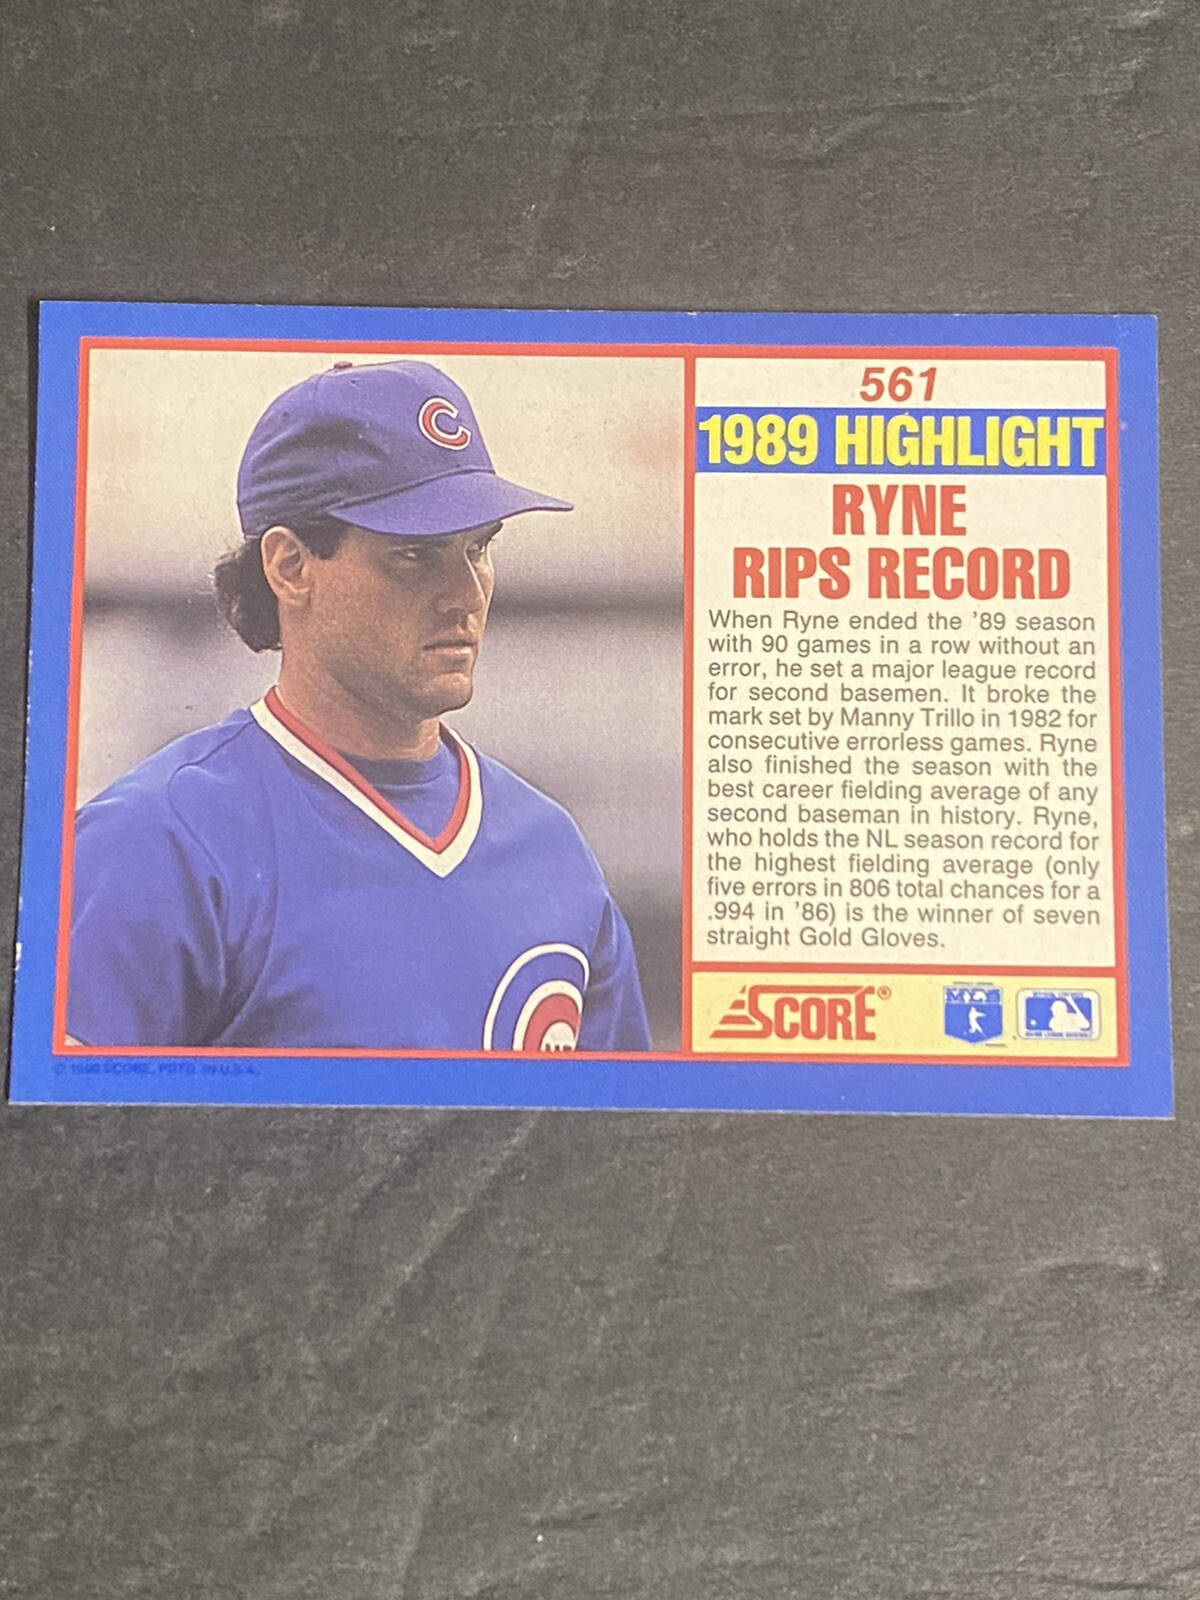 C
561
1989 HIGHLIGHT
RYNE
RIPS RECORD
When Ryne ended the '89 season
with 90 games in a row without an
error, he set a major league record
for second basemen. It broke the
mark set by Manny Trillo in 1982 for
consecutive errorless games. Ryne
also finished the season with the
best career fielding average of any
second baseman in history. Ryne,
who holds the NL season record for
the highest fielding average (only
five errors in 806 total chances for a
.994 in '86) is the winner of seven
straight Gold Gloves.
SCORE®
© 1990 SCORE, PRTD. IN U.S.A.